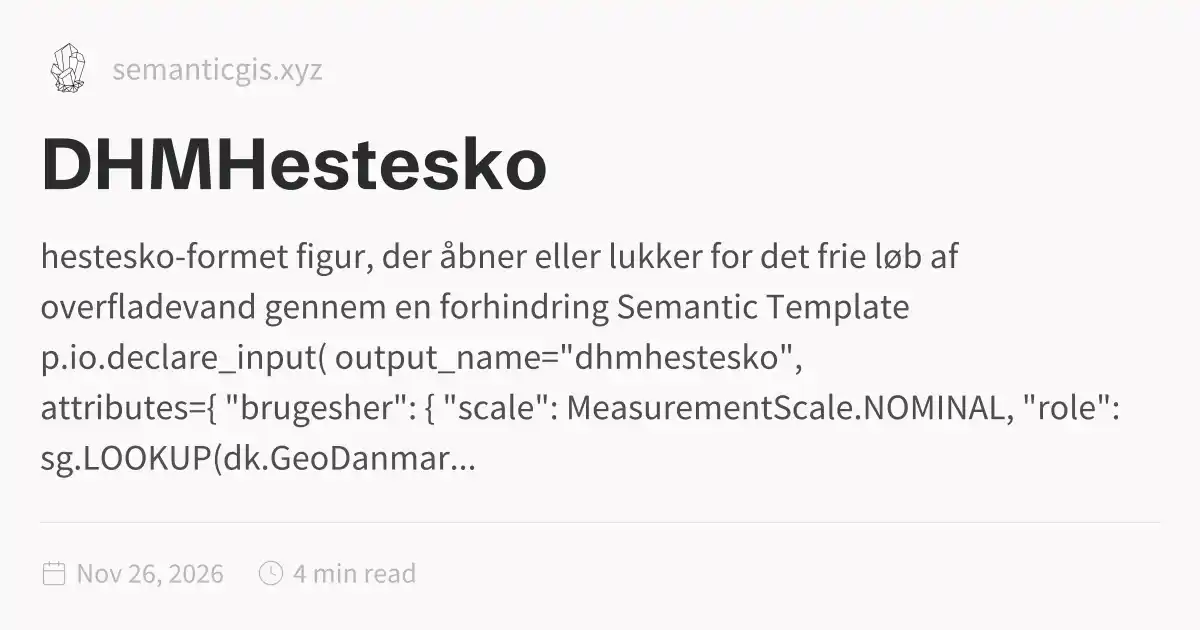 semanticgis.xyz
DHMHestesko
hestesko-formet figur, der åbner eller lukker for det frie løb af
overfladevand gennem en forhindring Semantic Template
p.io.declare_input( output_name="dhmhestesko",
attributes={ "brugesher": { "scale": MeasurementScale.NOMINAL, "role":
sg.LOOKUP(dk.GeoDanmar...
Nov 26, 2026 4 min read